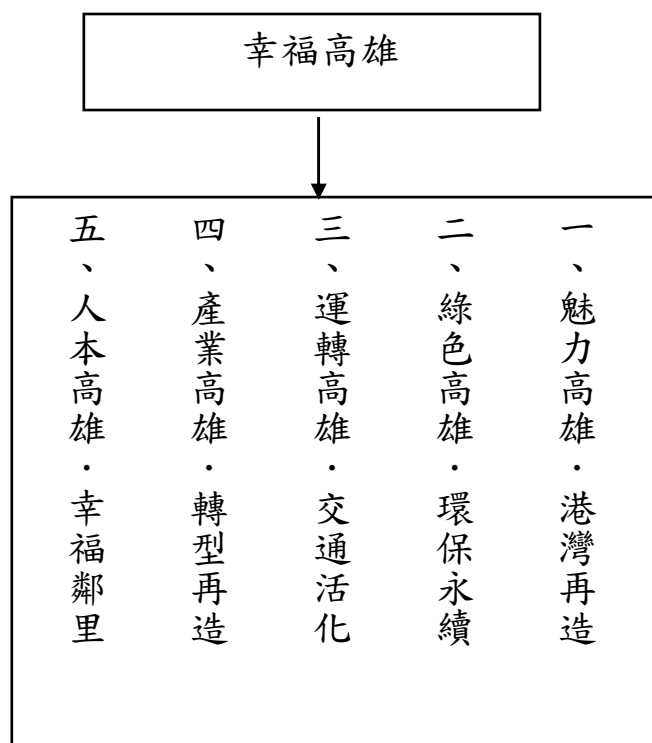 幸福高雄
一、魅力高雄．港灣再造
二、綠色高雄．環保永續
三、運轉高雄．交通活化
四、產業高雄．轉型再造
五、人本高雄．幸福鄰里